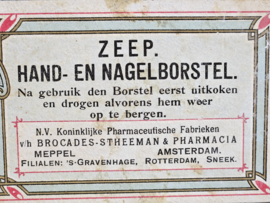 ZEEP.
HAND- EN NAGELBORSTEL.
Na gebruik den Borstel eerst uitkoken
en drogen alvorens hem weer
op te bergen.
N.V. Koninklijke Pharmaceutische Fabrieken
v/h BROCADES-STHEEMAN & PHARMACIA
MEPPEL AMSTERDAM.
FILIALEN: 'S-GRAVENHAGE, ROTTERDAM, SNEEK.